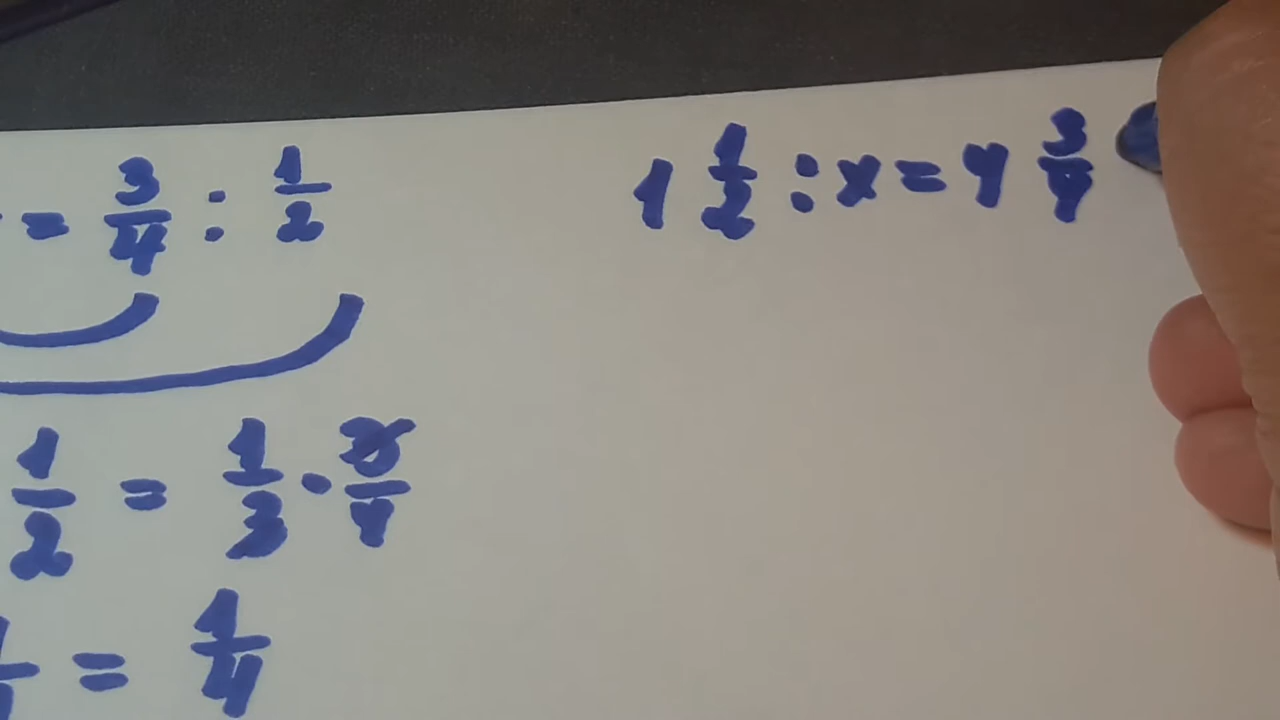 = 3/4 : 1/2
1 1/2 : x = 4 3/4
1/2 = 1/3 · 3/4
= 1/4